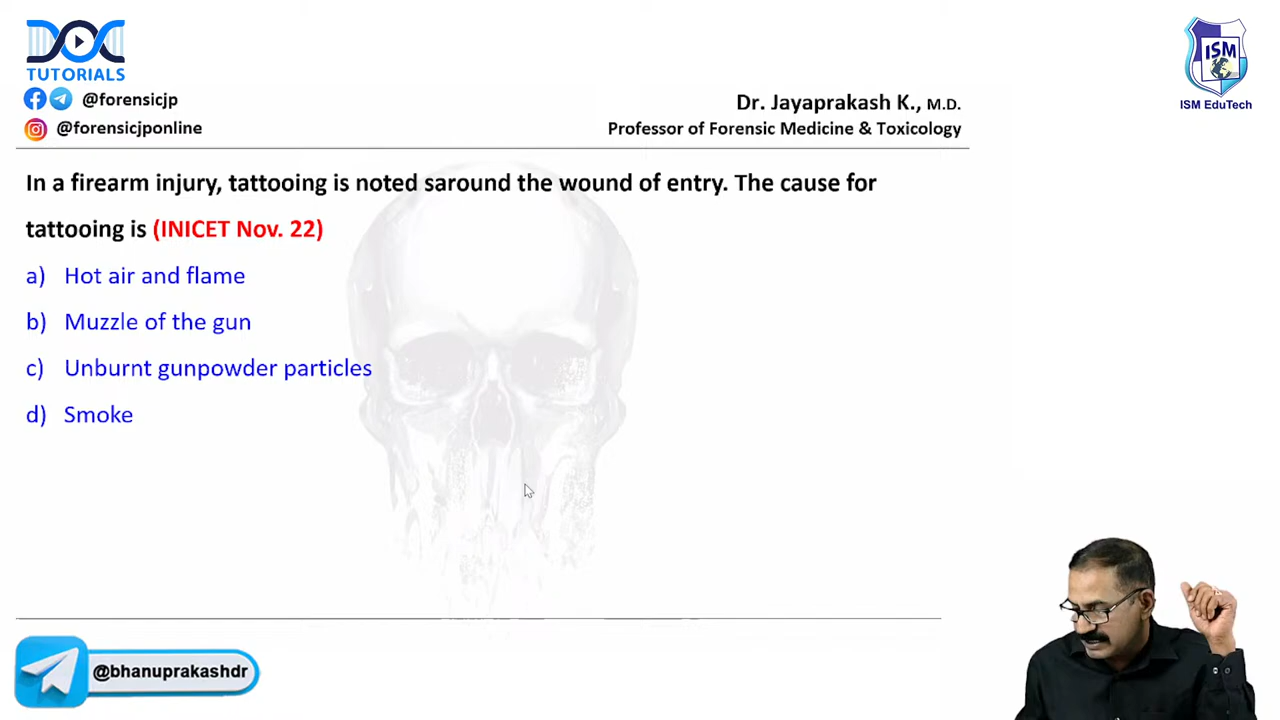 TUTORIALS
@forensicjp
@forensicjponline
ISM
ISM EduTech
Dr. Jayaprakash K., M.D.
Professor of Forensic Medicine & Toxicology
In a firearm injury, tattooing is noted saround the wound of entry. The cause for
tattooing is (INICET Nov. 22)
a) Hot air and flame
b) Muzzle of the gun
c) Unburnt gunpowder particles
d) Smoke
@bhanuprakashdr